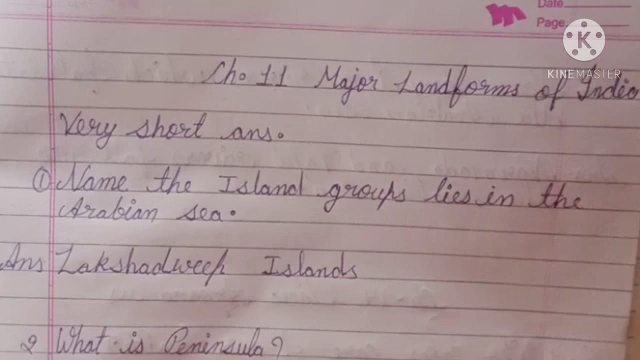 Date
Page
KINEMASTER
Ch. 11 Major Landforms of India
Very short ans.
① Name the Island groups lies in the
Arabian sea.
Ans Lakshadweep Islands
2 What is Peninsula?